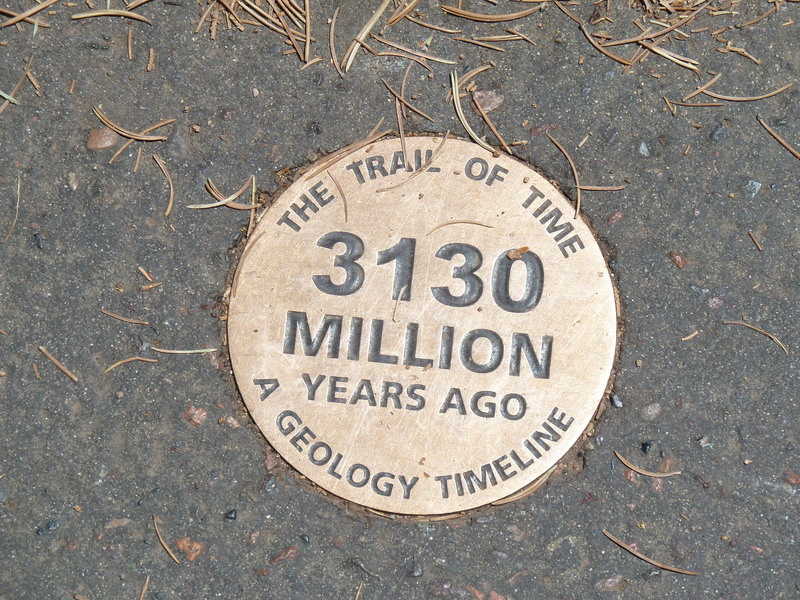 THE TRAIL OF TIME
3130
MILLION
YEARS AGO
A GEOLOGY TIMELINE